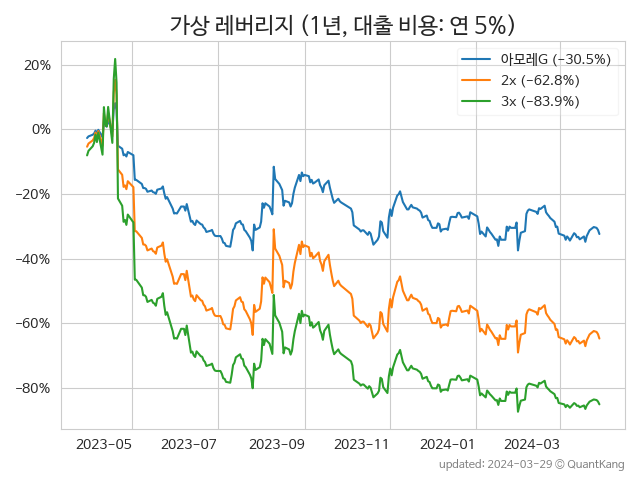 가상 레버리지 (1년, 대출 비용: 연 5%)
아모레G (−30.5%)
2x (−62.8%)
3x (−83.9%)
20%
0%
−20%
−40%
−60%
−80%
2023-05 2023-07 2023-09 2023-11 2024-01 2024-03
updated: 2024-03-29 © QuantKang